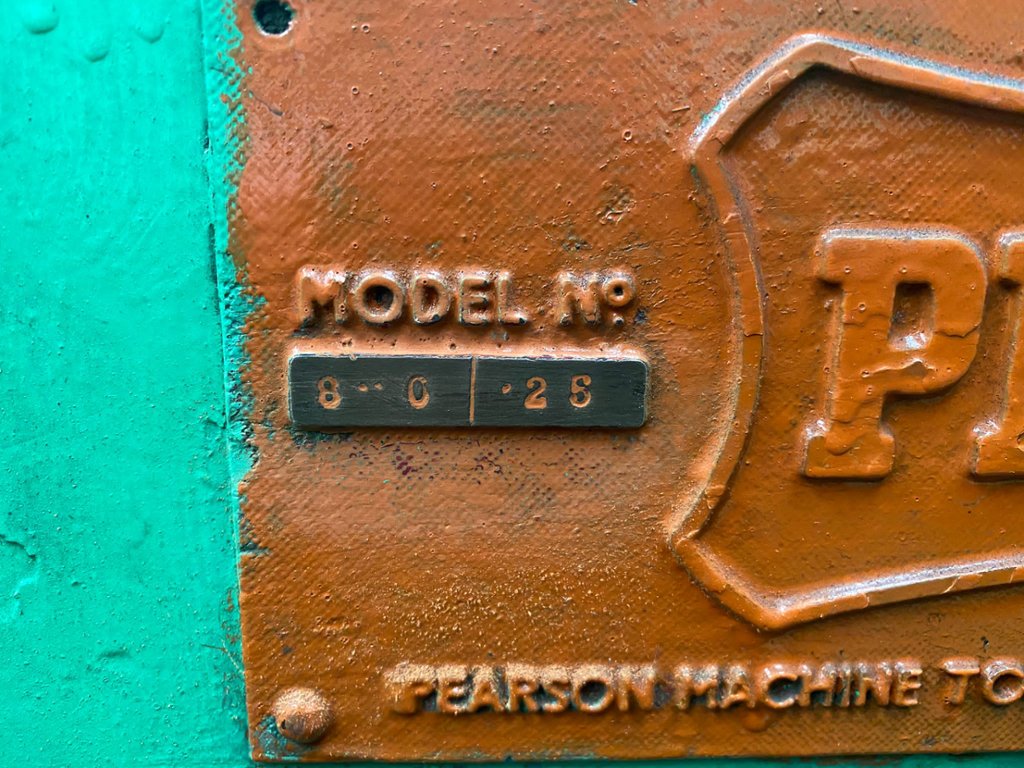 MODEL Nº
8-0 .25
P
PEARSON MACHINE TO